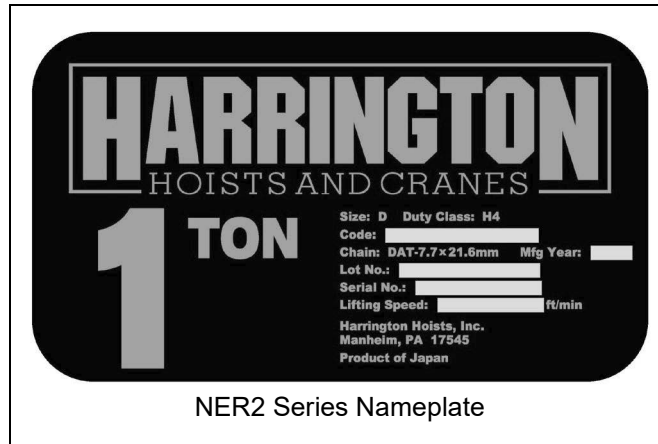 HARRINGTON
HOISTS AND CRANES
1 TON
Size: D Duty Class: H4
Code:
Chain: DAT-7.7×21.6mm Mfg Year:
Lot No.:
Serial No.:
Lifting Speed: ft/min
Harrington Hoists, Inc.
Manheim, PA 17545
Product of Japan
NER2 Series Nameplate